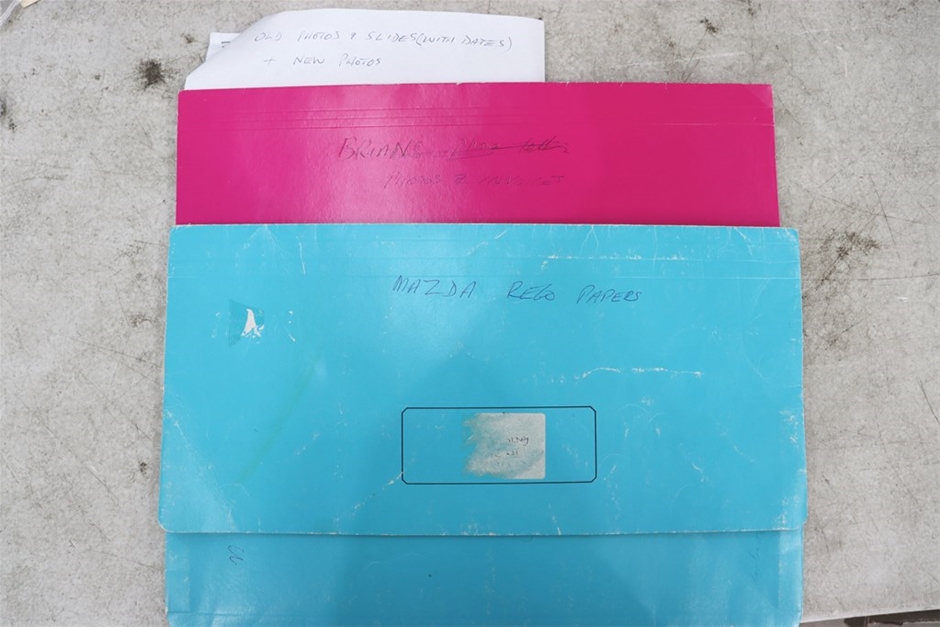 OLD PHOTOS & SLIDES (WITH DATES)
+ NEW PHOTOS
BRIANS
PHOTOS &
MAZDA REGO PAPERS